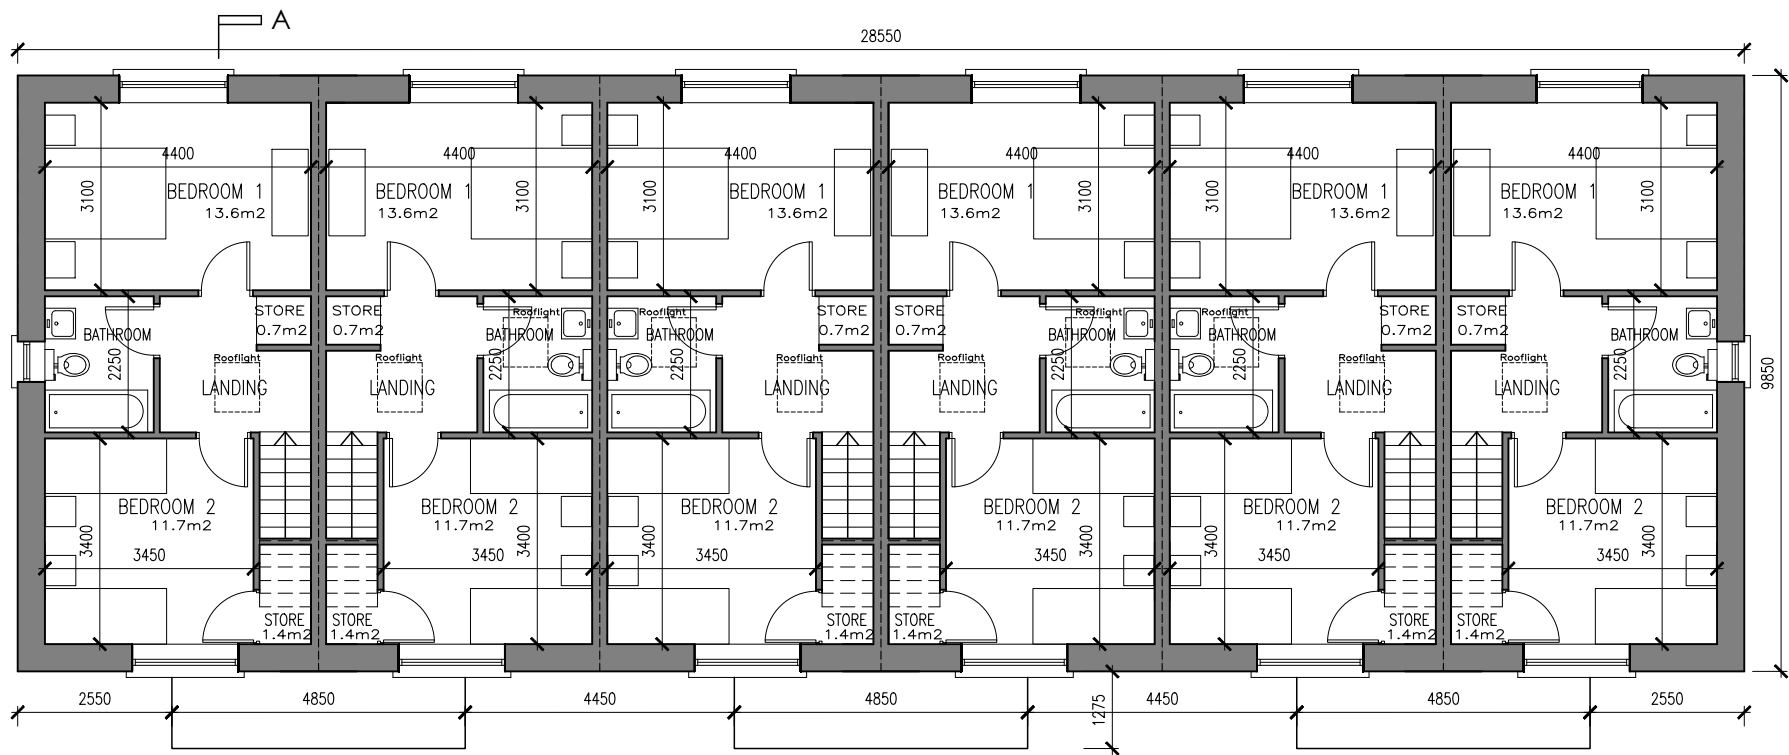 A
28550
4400 4400 4400 4400 4400 4400
3100 3100 3100 3100 3100 3100
BEDROOM 1 BEDROOM 1 BEDROOM 1 BEDROOM 1 BEDROOM 1 BEDROOM 1
13.6m2 13.6m2 13.6m2 13.6m2 13.6m2 13.6m2
STORE STORE Rooflight Rooflight STORE STORE Rooflight Rooflight STORE STORE
0.7m2 0.7m2 0.7m2 0.7m2 0.7m2 0.7m2
BATHROOM BATHROOM BATHROOM BATHROOM BATHROOM BATHROOM
Rooflight Rooflight Rooflight Rooflight Rooflight Rooflight
2250 2250 2250 2250 2250 2250
9850
LANDING LANDING LANDING LANDING LANDING LANDING
BEDROOM 2 BEDROOM 2 BEDROOM 2 BEDROOM 2 BEDROOM 2 BEDROOM 2
11.7m2 11.7m2 11.7m2 11.7m2 11.7m2 11.7m2
3400 3400 3400 3400 3400 3400
3450 3450 3450 3450 3450 3450
STORE STORE STORE STORE STORE STORE
1.4m2 1.4m2 1.4m2 1.4m2 1.4m2 1.4m2
2550 4850 4450 4850 4450 4850 2550
1275